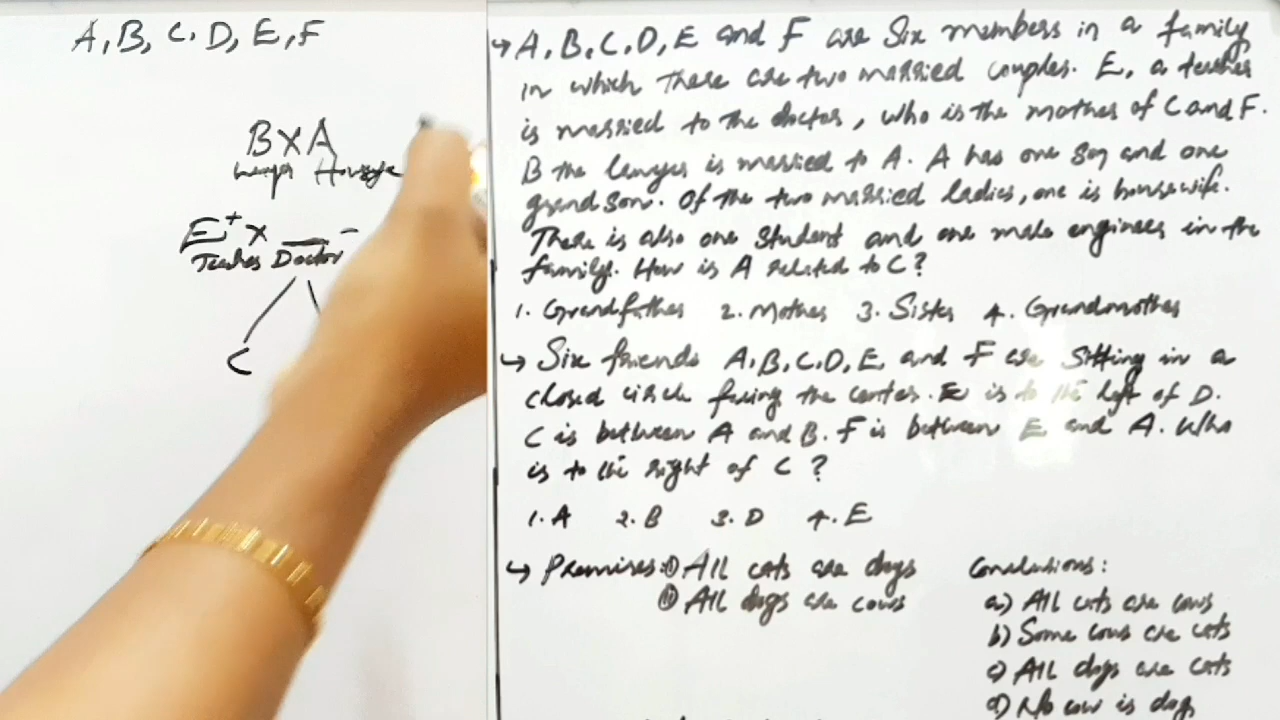 A, B, C, D, E, F
B x A
E+ x __ -
Teacher Doctor
C
→ A, B, C, D, E and F are Six members in a family
in which There are two married couples. E, a teacher
is married to the doctor, who is the mother of C and F.
B the lawyer is married to A. A has one Son and one
grand son. Of the two married ladies, one is housewife.
There is also one Student and one male engineer in the
family. How is A related to C?
1. Grandfather 2. Mother 3. Sister 4. Grandmother
→ Six friends A, B, C, D, E, and F are Sitting in a
closed circle facing the center. E is to the left of D.
C is between A and B. F is between E and A. Who
is to the right of C?
1. A 2. B 3. D 4. E
→ Premises: ① All cats are dogs
⑪ All dogs are cows
Conclusions:
a) All cats are cows
b) Some cows are cats
c) All dogs are cats
d) No cow is dog